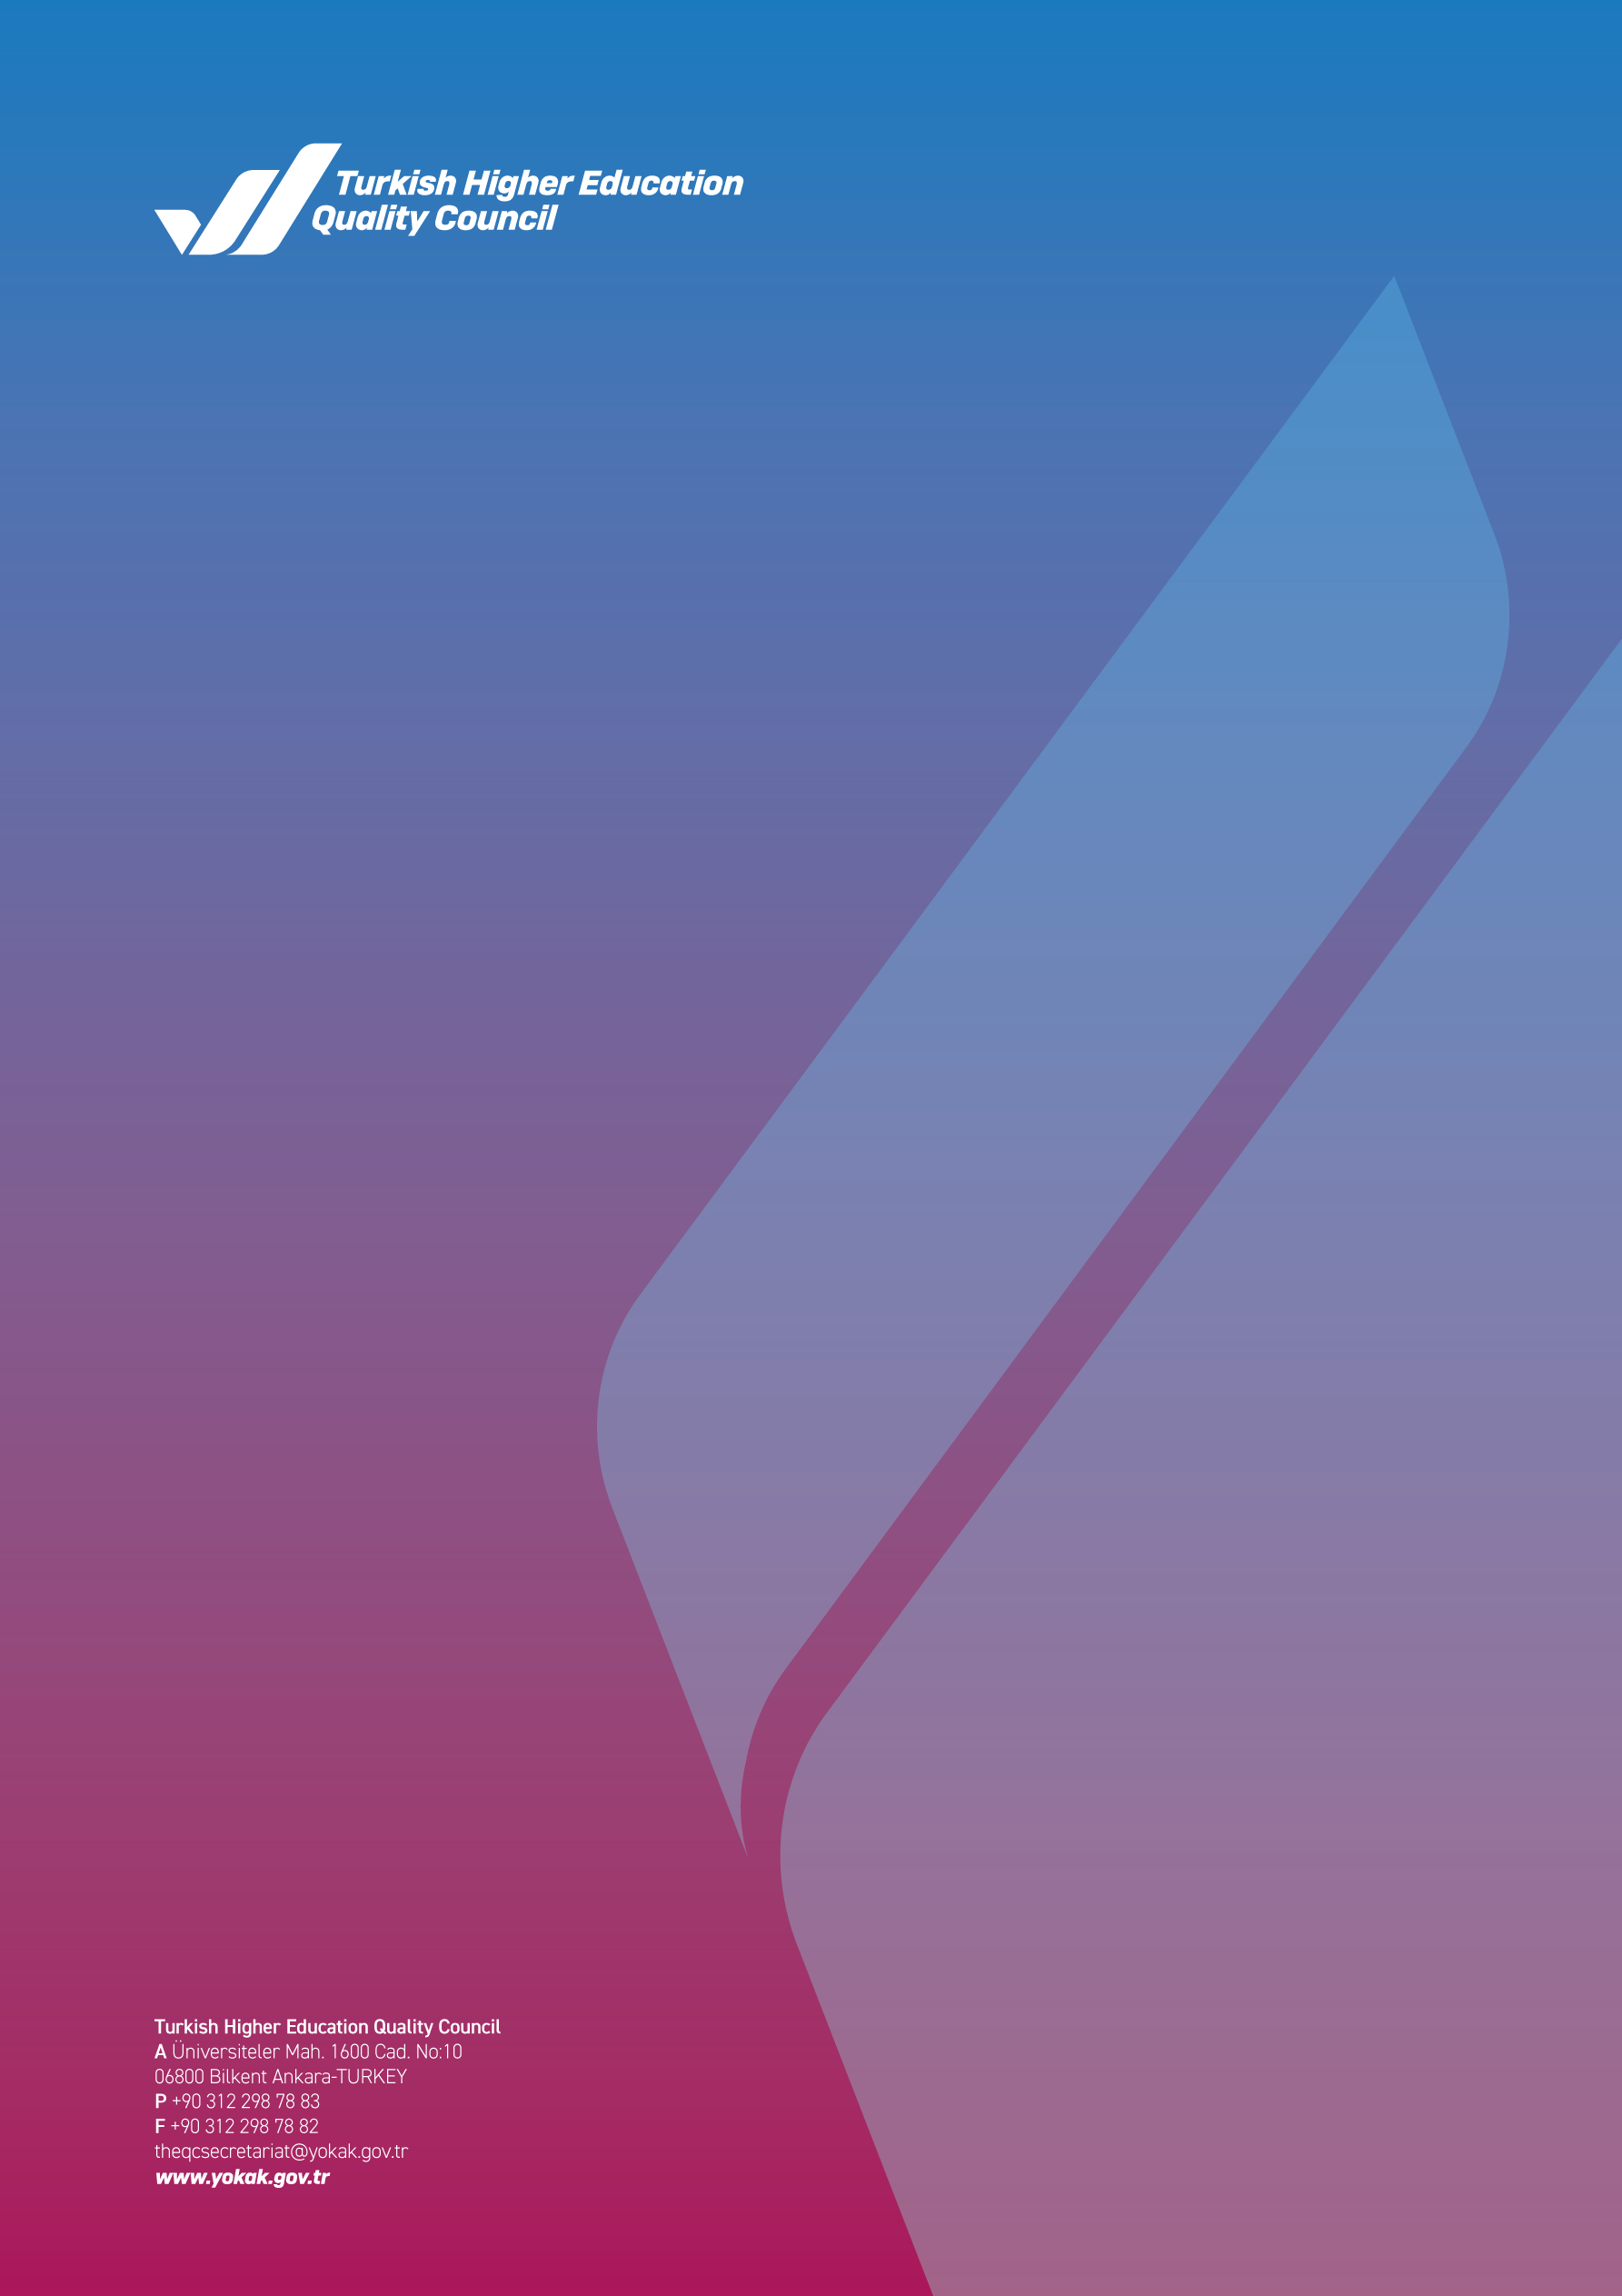 Turkish Higher Education
Quality Council
Turkish Higher Education Quality Council
A Üniversiteler Mah. 1600 Cad. No:10
06800 Bilkent Ankara-TURKEY
P +90 312 298 78 83
F +90 312 298 78 82
theqcsecretariat@yokak.gov.tr
www.yokak.gov.tr